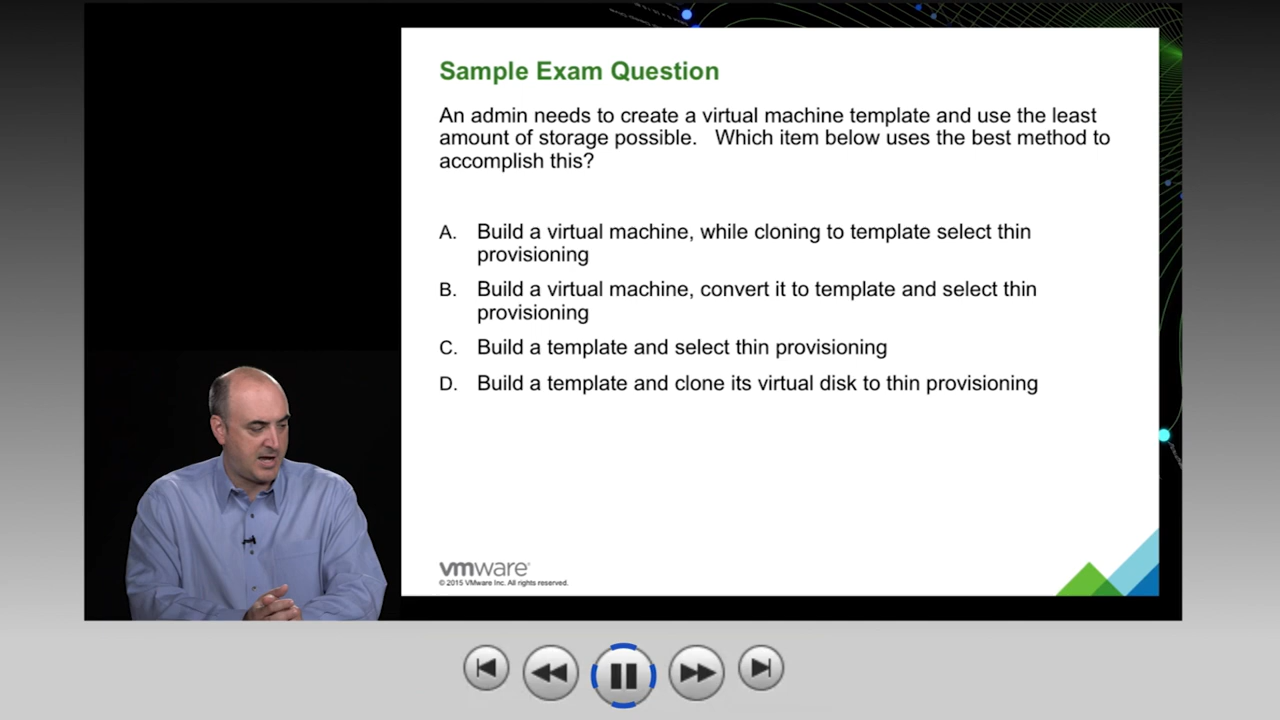 Sample Exam Question
An admin needs to create a virtual machine template and use the least
amount of storage possible. Which item below uses the best method to
accomplish this?
A. Build a virtual machine, while cloning to template select thin
provisioning
B. Build a virtual machine, convert it to template and select thin
provisioning
C. Build a template and select thin provisioning
D. Build a template and clone its virtual disk to thin provisioning
vmware
© 2015 VMware Inc. All rights reserved.